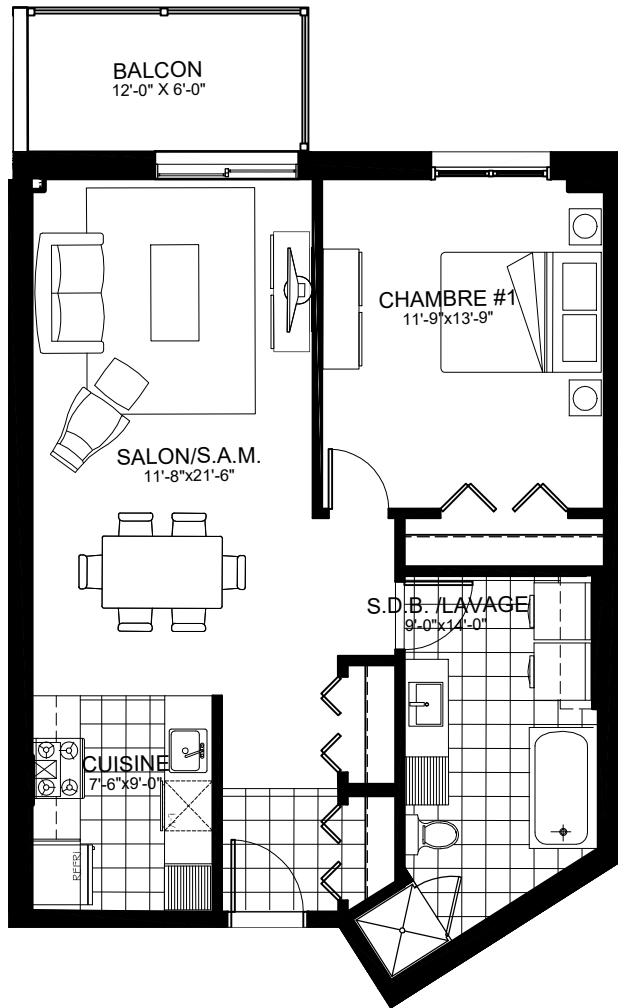 BALCON
12'-0" X 6'-0"
CHAMBRE #1
11'-9"x13'-9"
SALON/S.A.M.
11'-8"x21'-6"
S.D.B. /LAVAGE
9'-0"x14'-0"
CUISINE
7'-6"x9'-0"
REFRI